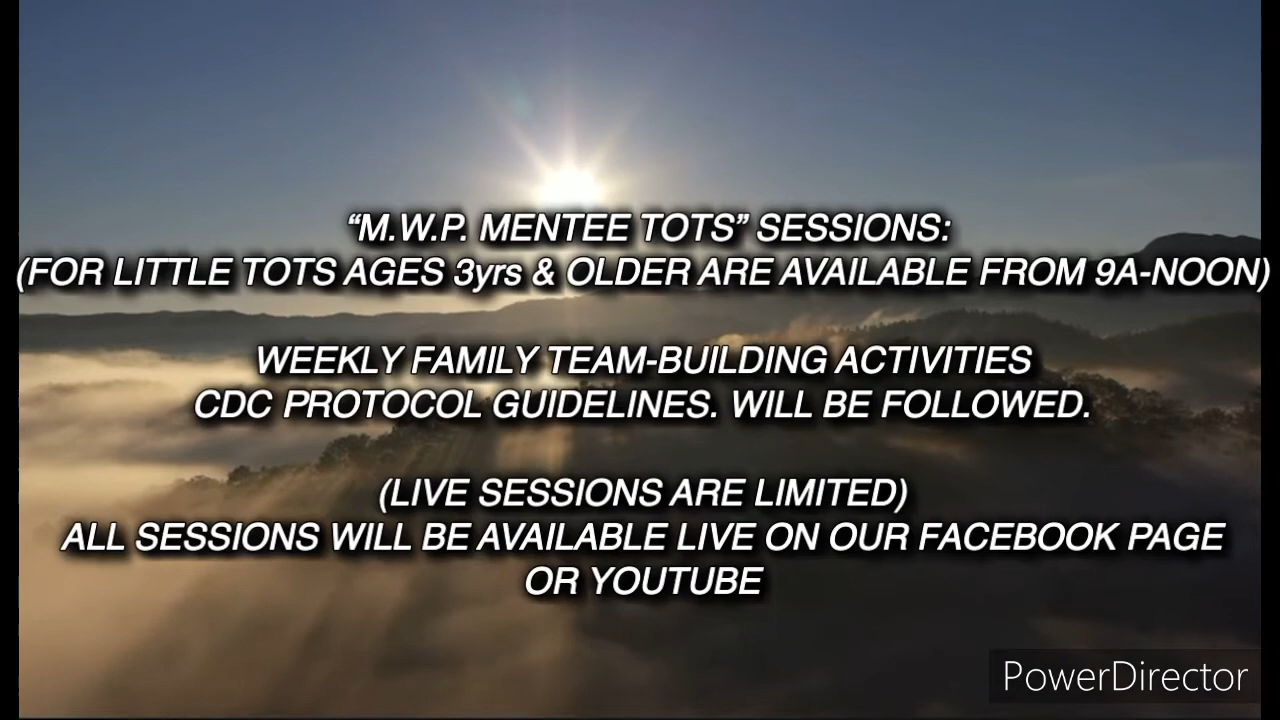 “M.W.P. MENTEE TOTS” SESSIONS:
(FOR LITTLE TOTS AGES 3yrs & OLDER ARE AVAILABLE FROM 9A-NOON)
WEEKLY FAMILY TEAM-BUILDING ACTIVITIES
CDC PROTOCOL GUIDELINES. WILL BE FOLLOWED.
(LIVE SESSIONS ARE LIMITED)
ALL SESSIONS WILL BE AVAILABLE LIVE ON OUR FACEBOOK PAGE
OR YOUTUBE
PowerDirector